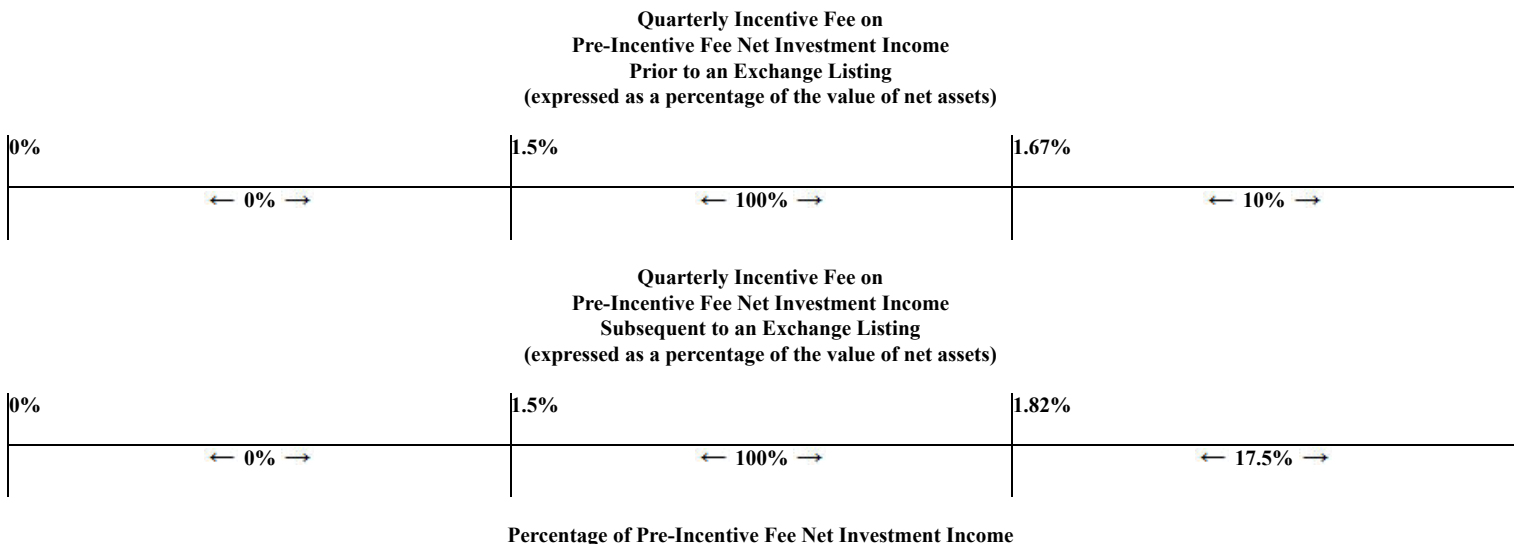 Quarterly Incentive Fee on
Pre-Incentive Fee Net Investment Income
Prior to an Exchange Listing
(expressed as a percentage of the value of net assets)
0% 1.5% 1.67%
← 0% → ← 100% → ← 10% →
Quarterly Incentive Fee on
Pre-Incentive Fee Net Investment Income
Subsequent to an Exchange Listing
(expressed as a percentage of the value of net assets)
0% 1.5% 1.82%
← 0% → ← 100% → ← 17.5% →
Percentage of Pre-Incentive Fee Net Investment Income